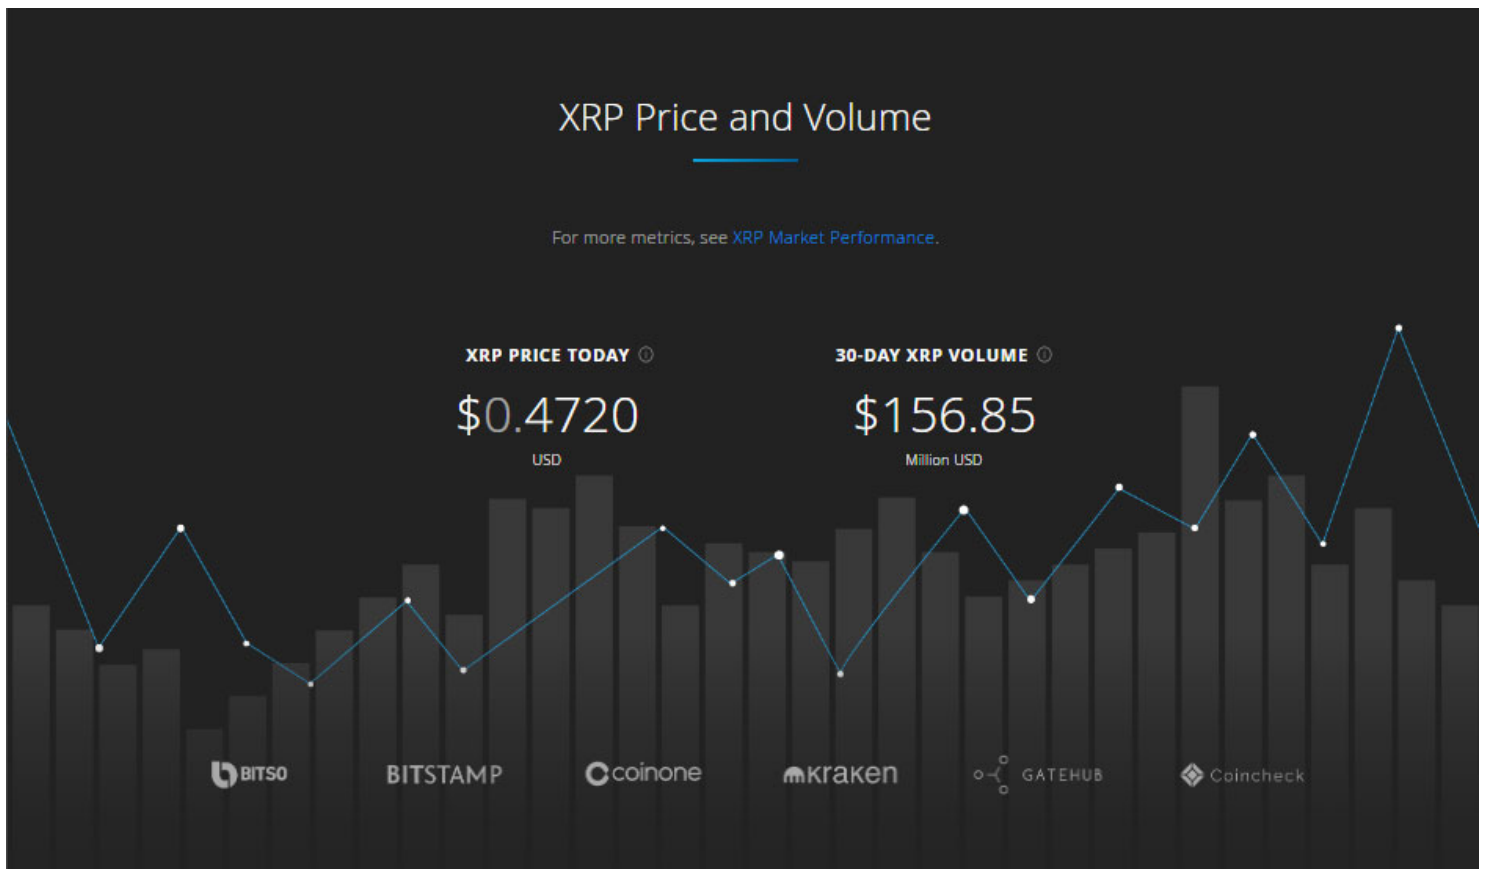 XRP Price and Volume
For more metrics, see XRP Market Performance.
XRP PRICE TODAY
30-DAY XRP VOLUME
$0.4720
$156.85
USD
Million USD
BITSO
BITSTAMP
coinone
mkraken
GATEHUB
Coincheck